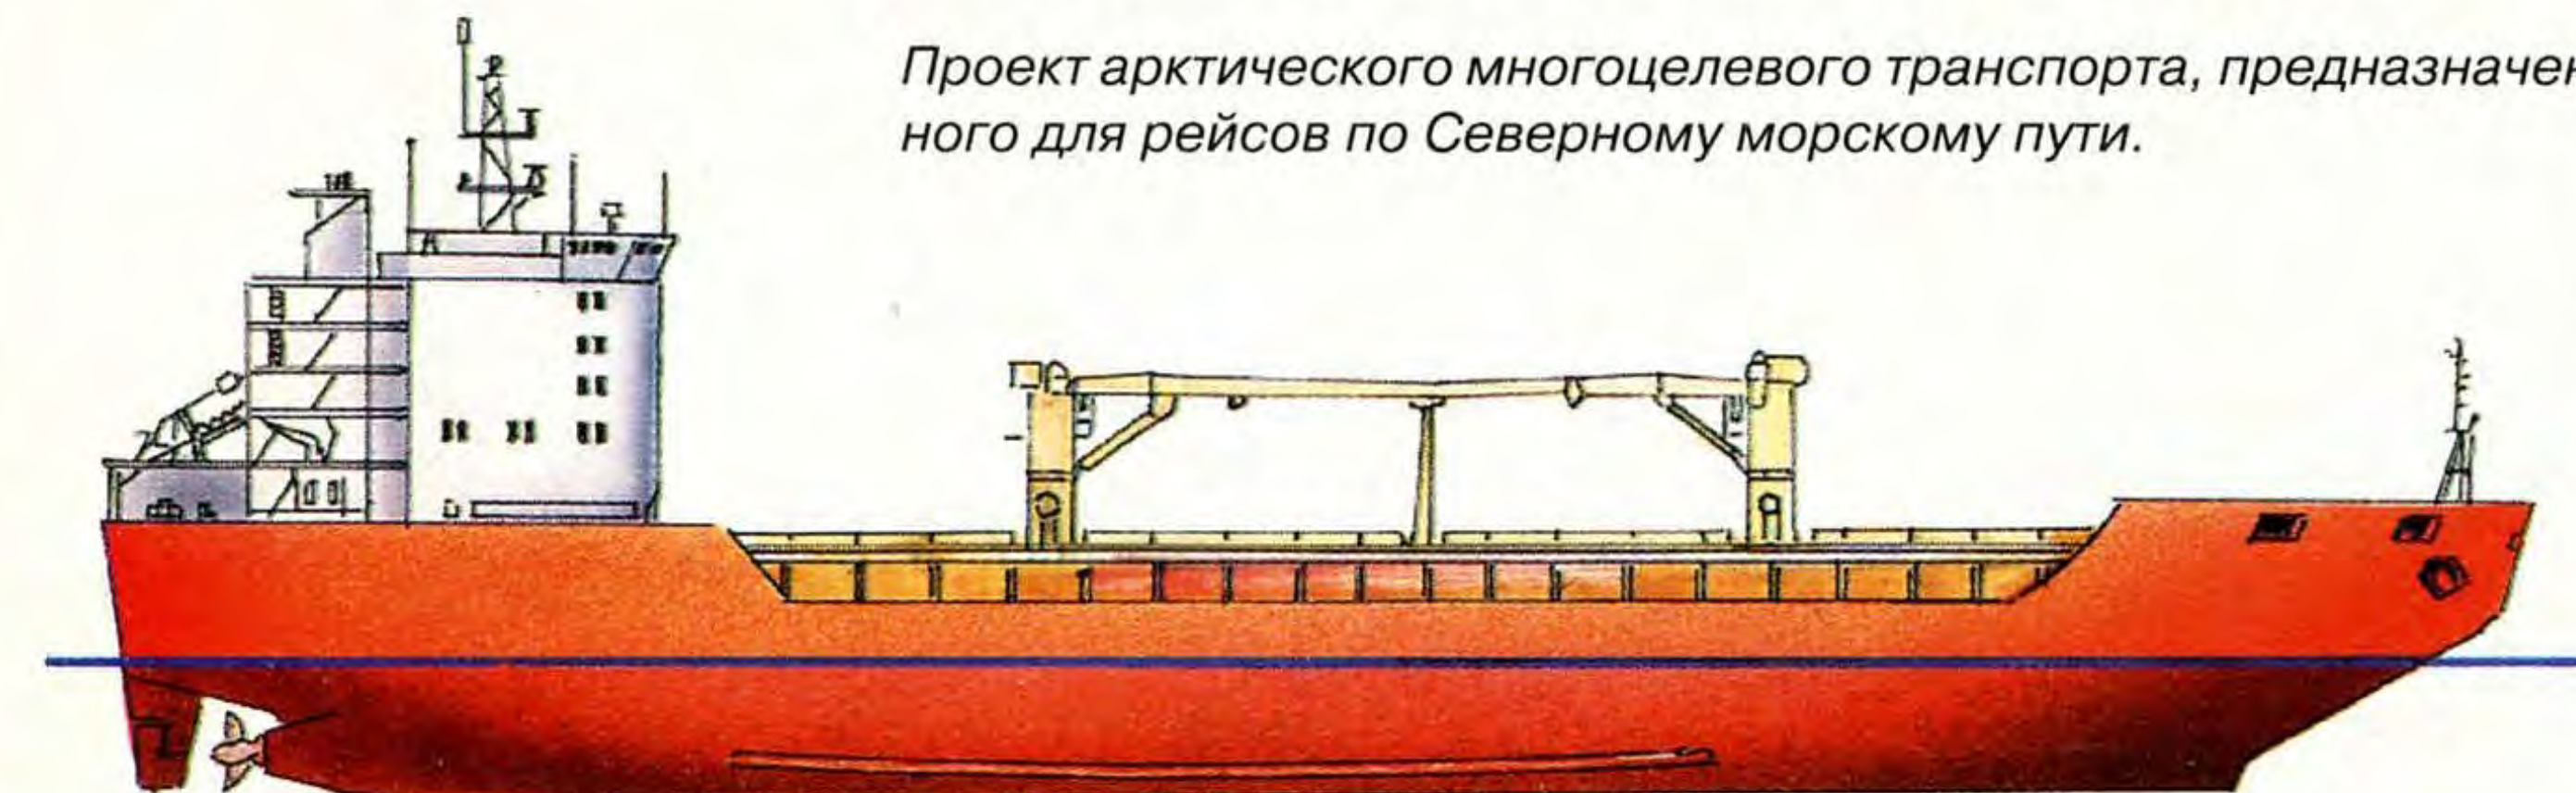 Проект арктического многоцелевого транспорта, предназначен
ного для рейсов по Северному морскому пути.